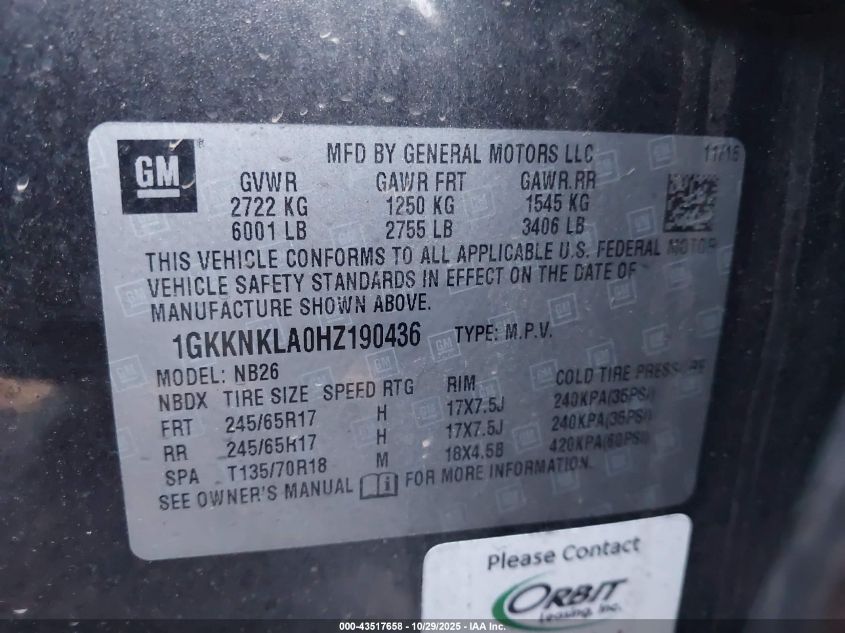 GM
MFD BY GENERAL MOTORS LLC 11/16
GVWR GAWR FRT GAWR RR
2722 KG 1250 KG 1545 KG
6001 LB 2755 LB 3406 LB
THIS VEHICLE CONFORMS TO ALL APPLICABLE U.S. FEDERAL MOTOR
VEHICLE SAFETY STANDARDS IN EFFECT ON THE DATE OF
MANUFACTURE SHOWN ABOVE.
1GKKNKLA0HZ190436 TYPE: M.P.V.
MODEL: NB26
NBDX TIRE SIZE SPEED RTG RIM COLD TIRE PRESSURE
FRT 245/65R17 H 17X7.5J 240KPA(35PSI)
RR 245/65R17 H 17X7.5J 240KPA(35PSI)
SPA T135/70R18 M 18X4.5B 420KPA(60PSI)
SEE OWNER'S MANUAL FOR MORE INFORMATION.
Please Contact
ORBIT
Leasing, Inc.
000-43517658 - 10/29/2025 - IAA Inc.